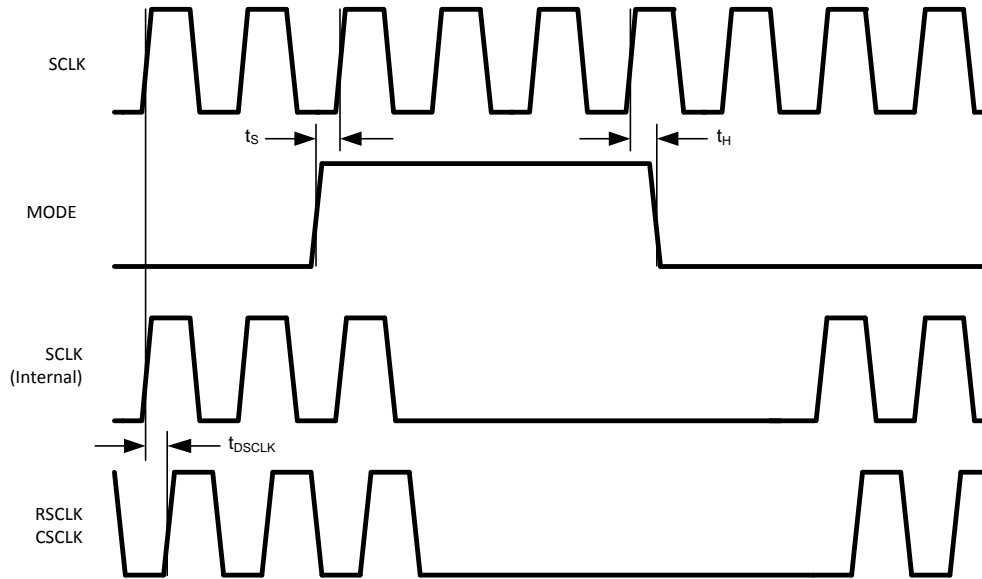 SCLK
tS
tH
MODE
SCLK
(Internal)
tDSCLK
RSCLK
CSCLK